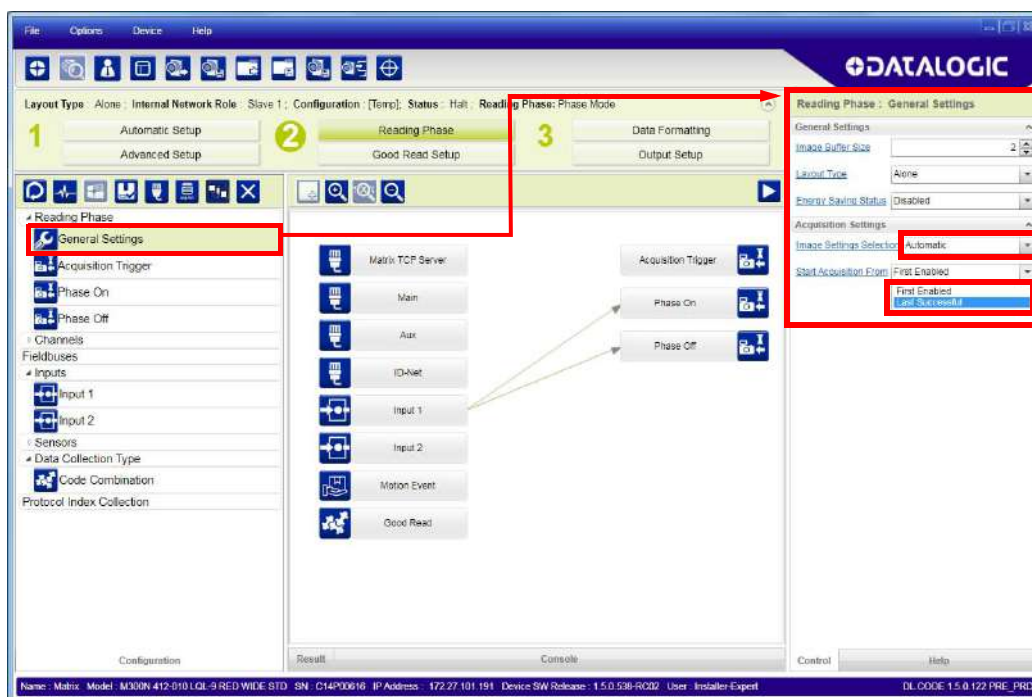 File Options Device Help
DATALOGIC
Layout Type : Alone ; Internal Network Role : Slave 1 ; Configuration : [Temp]; Status : Halt ; Reading Phase: Phase Mode
1 Automatic Setup
Advanced Setup
2 Reading Phase
Good Read Setup
3 Data Formatting
Output Setup
Reading Phase
General Settings
Acquisition Trigger
Phase On
Phase Off
Channels
Fieldbuses
Inputs
Input 1
Input 2
Sensors
Data Collection Type
Code Combination
Protocol Index Collection
Configuration
Matrix TCP Server
Main
Aux
ID-Net
Input 1
Input 2
Motion Event
Good Read
Acquisition Trigger
Phase On
Phase Off
Result Console
Reading Phase : General Settings
General Settings
Image Buffer Size 2
Layout Type Alone
Energy Saving Status Disabled
Acquisition Settings
Image Settings Selection Automatic
Start Acquisition From First Enabled
First Enabled
Last Successful
Control Help
Name : Matrix Model : M300N 412-010 LQL-9 RED WIDE STD SN : C14P00616 IP Address : 172.27.101.191 Device SW Release : 1.5.0.538-RC02 User : Installer-Expert DL.CODE 1.5.0.122 PRE_PRO